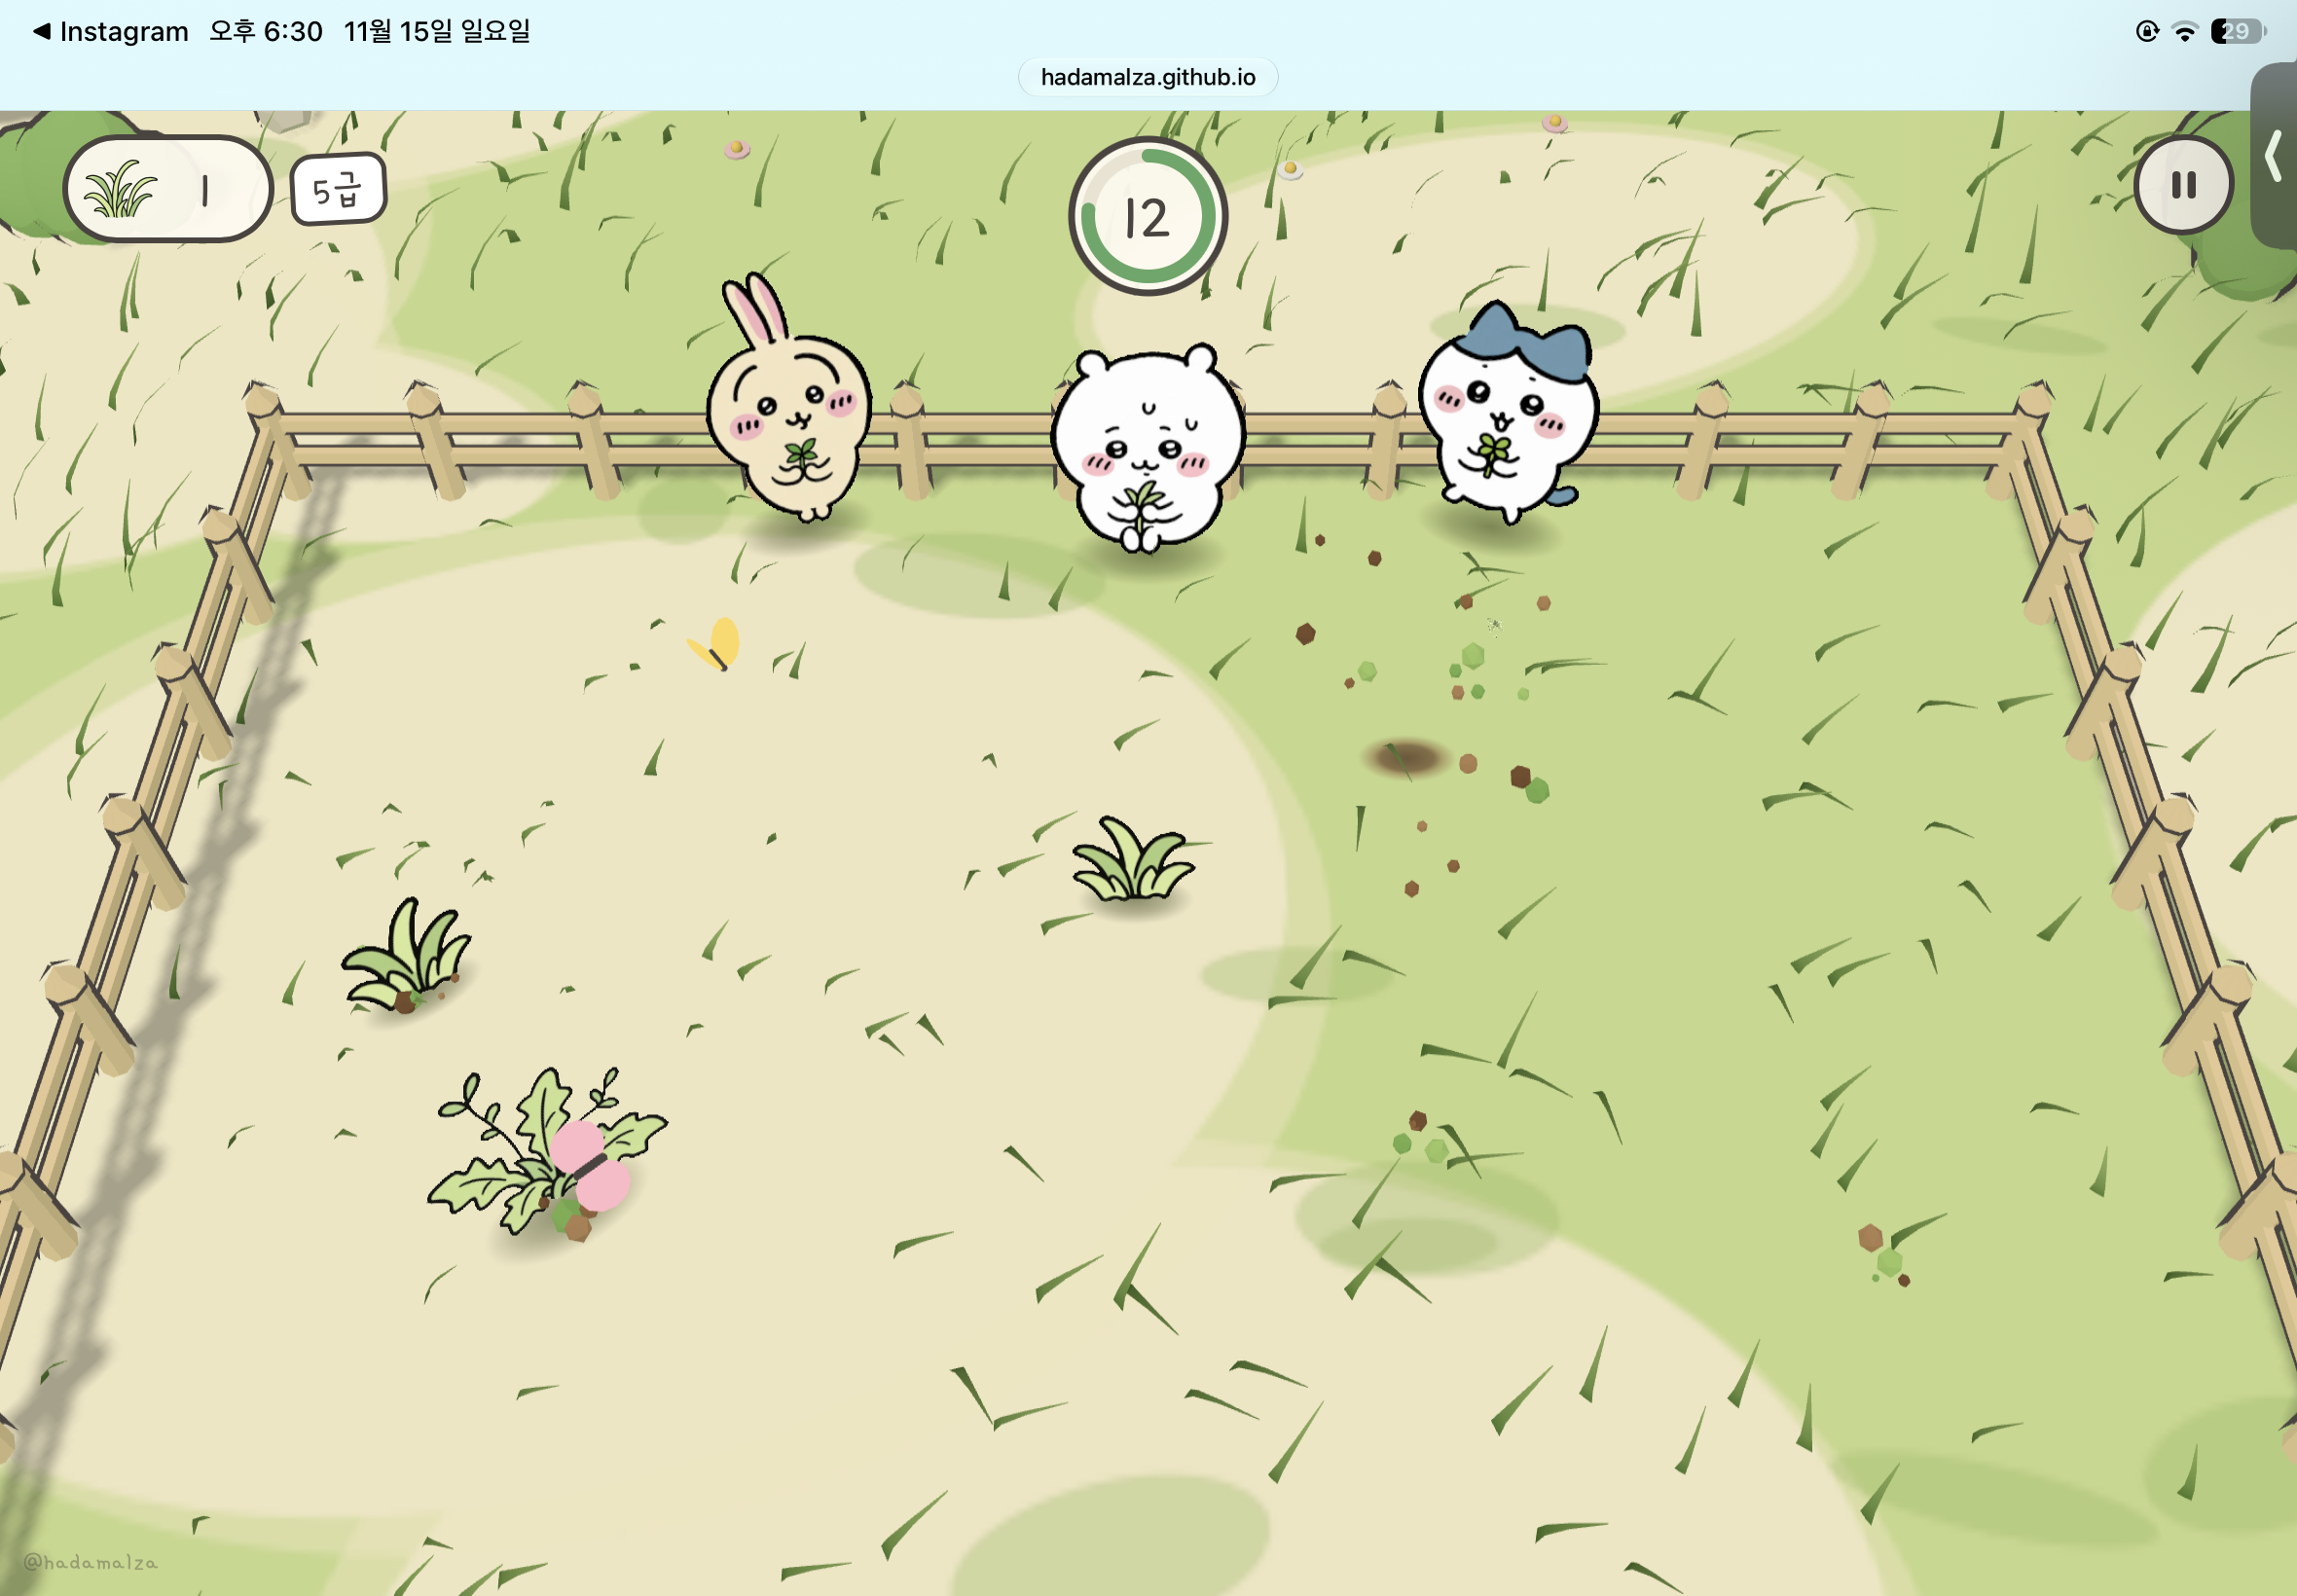 Instagram 오후 6:30 11월 15일 일요일
29
hadamalza.github.io
1
5급
12
@hadamalza